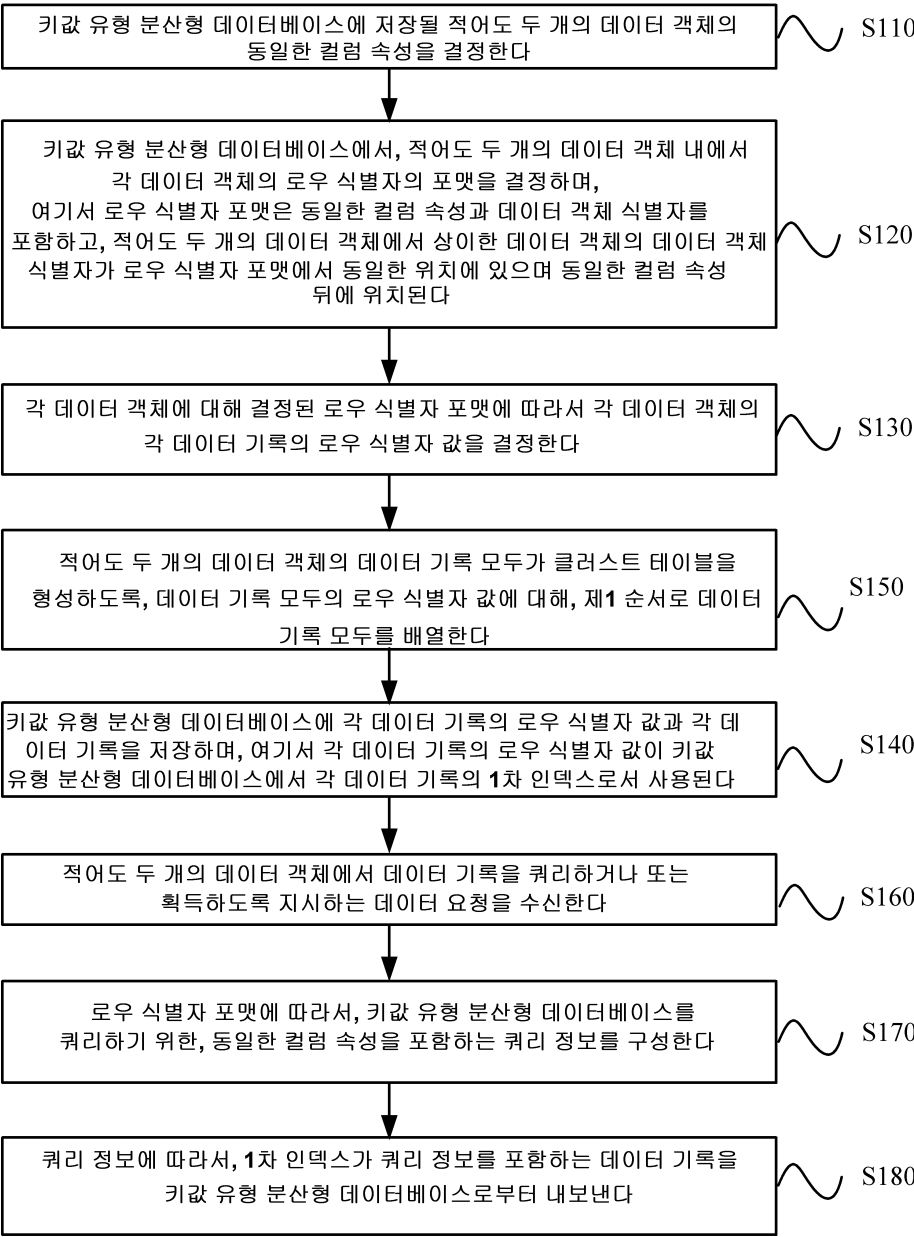 키값 유형 분산형 데이터베이스에 저장될 적어도 두 개의 데이터 객체의
동일한 컬럼 속성을 결정한다
S110
키값 유형 분산형 데이터베이스에서, 적어도 두 개의 데이터 객체 내에서
각 데이터 객체의 로우 식별자의 포맷을 결정하며,
여기서 로우 식별자 포맷은 동일한 컬럼 속성과 데이터 객체 식별자를
포함하고, 적어도 두 개의 데이터 객체에서 상이한 데이터 객체의 데이터 객체
식별자가 로우 식별자 포맷에서 동일한 위치에 있으며 동일한 컬럼 속성
뒤에 위치된다
S120
각 데이터 객체에 대해 결정된 로우 식별자 포맷에 따라서 각 데이터 객체의
각 데이터 기록의 로우 식별자 값을 결정한다
S130
적어도 두 개의 데이터 객체의 데이터 기록 모두가 클러스트 테이블을
형성하도록, 데이터 기록 모두의 로우 식별자 값에 대해, 제1 순서로 데이터
기록 모두를 배열한다
S150
키값 유형 분산형 데이터베이스에 각 데이터 기록의 로우 식별자 값과 각 데
이터 기록을 저장하며, 여기서 각 데이터 기록의 로우 식별자 값이 키값
유형 분산형 데이터베이스에서 각 데이터 기록의 1차 인덱스로서 사용된다
S140
적어도 두 개의 데이터 객체에서 데이터 기록을 쿼리하거나 또는
획득하도록 지시하는 데이터 요청을 수신한다
S160
로우 식별자 포맷에 따라서, 키값 유형 분산형 데이터베이스를
쿼리하기 위한, 동일한 컬럼 속성을 포함하는 쿼리 정보를 구성한다
S170
쿼리 정보에 따라서, 1차 인덱스가 쿼리 정보를 포함하는 데이터 기록을
키값 유형 분산형 데이터베이스로부터 내보낸다
S180